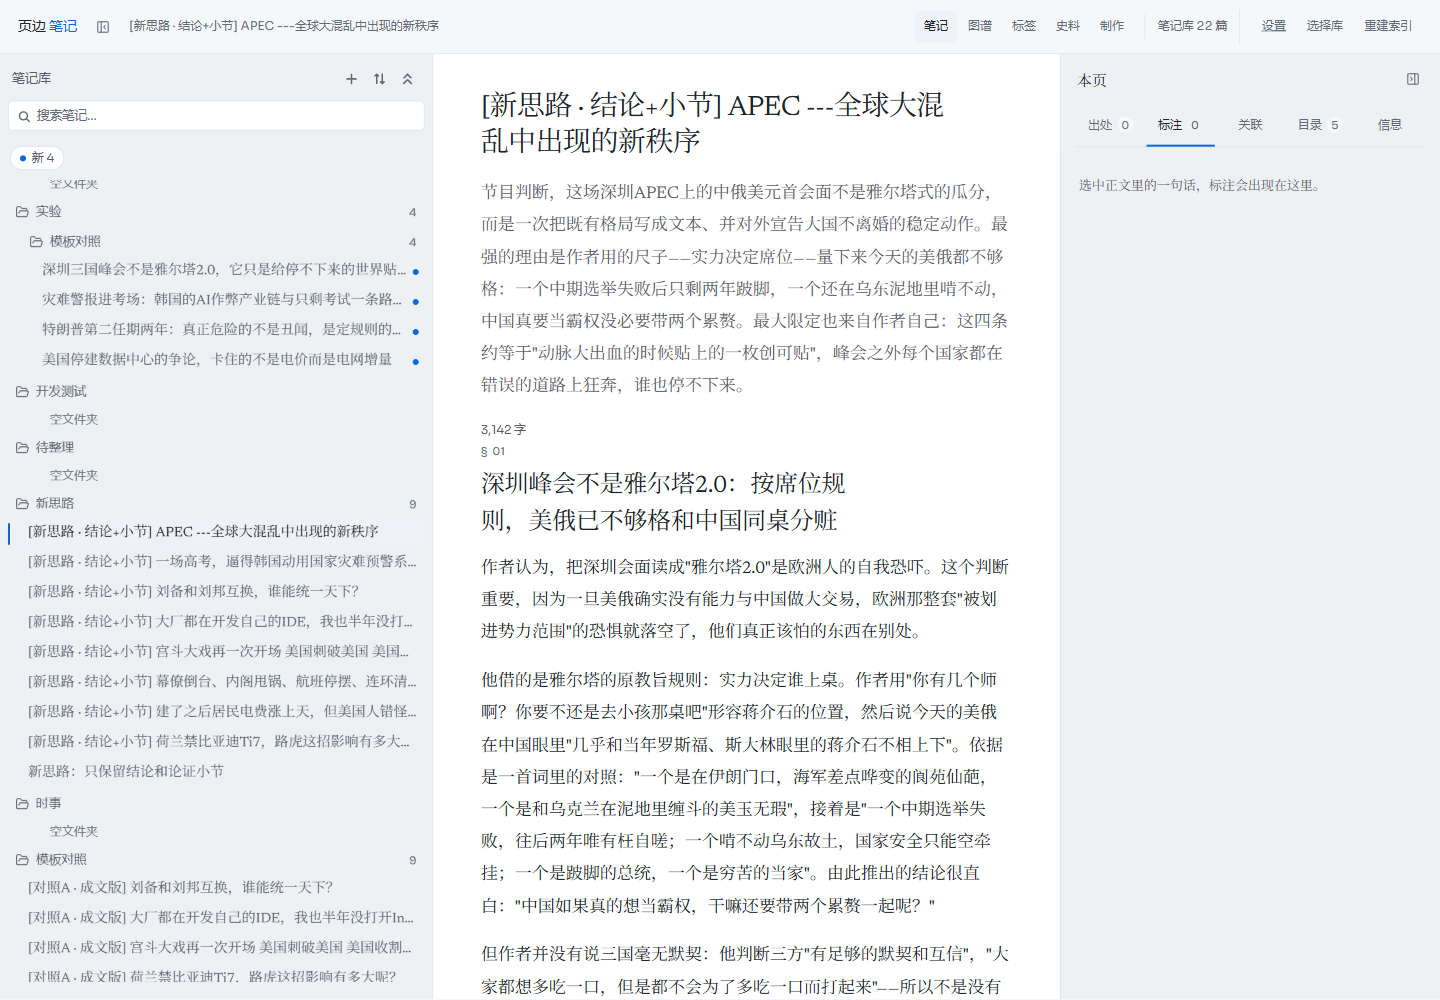 页边 笔记
[新思路 · 结论+小节] APEC ---全球大混乱中出现的新秩序
笔记
图谱
标签
史料
制作
笔记库 22 篇
设置
选择库
重建索引
笔记库
搜索笔记...
新 4
空文件夹
实验
4
模板对照
4
深圳三国峰会不是雅尔塔2.0，它只是给停不下来的世界贴...
灾难警报进考场：韩国的AI作弊产业链与只剩考试一条路...
特朗普第二任期两年：真正危险的不是丑闻，是定规则的...
美国停建数据中心的争论，卡住的不是电价而是电网增量
开发测试
空文件夹
待整理
空文件夹
新思路
9
[新思路 · 结论+小节] APEC ---全球大混乱中出现的新秩序
[新思路 · 结论+小节] 一场高考，逼得韩国动用国家灾难预警系...
[新思路 · 结论+小节] 刘备和刘邦互换，谁能统一天下？
[新思路 · 结论+小节] 大厂都在开发自己的IDE，我也半年没打...
[新思路 · 结论+小节] 宫斗大戏再一次开场 美国刺破美国 美国...
[新思路 · 结论+小节] 幕僚倒台、内阁甩锅、航班停摆、连环清...
[新思路 · 结论+小节] 建了之后居民电费涨上天，但美国人错怪...
[新思路 · 结论+小节] 荷兰禁比亚迪Ti7，路虎这招影响有多大...
新思路：只保留结论和论证小节
时事
空文件夹
模板对照
9
[对照A · 成文版] 刘备和刘邦互换，谁能统一天下？
[对照A · 成文版] 大厂都在开发自己的IDE，我也半年没打开In...
[对照A · 成文版] 宫斗大戏再一次开场 美国刺破美国 美国收割...
[对照A · 成文版] 荷兰禁比亚迪Ti7，路虎这招影响有多大呢？
[新思路 · 结论+小节] APEC ---全球大混
乱中出现的新秩序
节目判断，这场深圳APEC上的中俄美元首会面不是雅尔塔式的瓜分，
而是一次把既有格局写成文本、并对外宣告大国不离婚的稳定动作。最
强的理由是作者用的尺子——实力决定席位——量下来今天的美俄都不够
格：一个中期选举失败后只剩两年跛脚，一个还在乌东泥地里啃不动，
中国真要当霸权没必要带两个累赘。最大限定也来自作者自己：这四条
约等于"动脉大出血的时候贴上的一枚创可贴"，峰会之外每个国家都在
错误的道路上狂奔，谁也停不下来。
3,142 字
§ 01
深圳峰会不是雅尔塔2.0：按席位规
则，美俄已不够格和中国同桌分赃
作者认为，把深圳会面读成"雅尔塔2.0"是欧洲人的自我恐吓。这个判断
重要，因为一旦美俄确实没有能力与中国做大交易，欧洲那整套"被划
进势力范围"的恐惧就落空了，他们真正该怕的东西在别处。
他借的是雅尔塔的原教旨规则：实力决定谁上桌。作者用"你有几个师
啊？你要不还是去小孩那桌吧"形容蒋介石的位置，然后说今天的美俄
在中国眼里"几乎和当年罗斯福、斯大林眼里的蒋介石不相上下"。依据
是一首词里的对照："一个是在伊朗门口，海军差点哗变的阆苑仙葩，
一个是和乌克兰在泥地里缠斗的美玉无瑕"，接着是"一个中期选举失
败，往后两年唯有枉自嗟；一个啃不动乌东故土，国家安全只能空牵
挂；一个是跛脚的总统，一个是穷苦的当家"。由此推出的结论很直
白："中国如果真的想当霸权，干嘛还要带两个累赘一起呢？"
但作者并没有说三国毫无默契：他判断三方"有足够的默契和互信"，"大
家都想多吃一口，但是都不会为了多吃一口而打起来"——所以不是没有
本页
出处 0
标注 0
关联
目录 5
信息
选中正文里的一句话，标注会出现在这里。